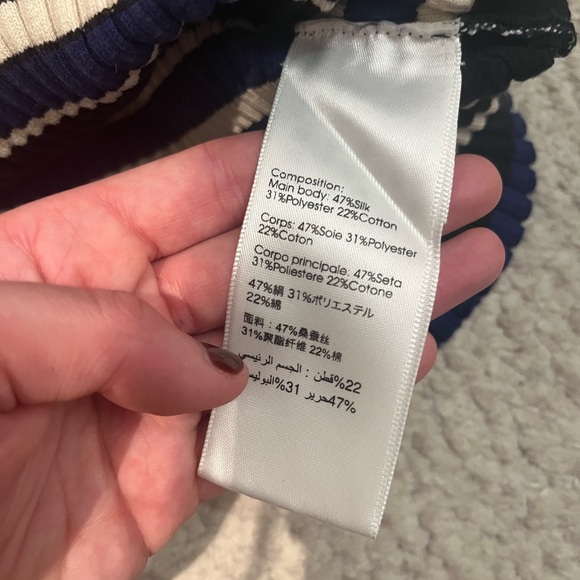 Composition:
Main body: 47%Silk
31%Polyester 22%Cotton
Corps: 47%Soie 31%Polyester
22%Coton
Corpo principale: 47%Seta
31%Poliestere 22%Cotone
47%絹 31%ポリエステル
22%綿
面料：47%桑蚕丝
31%聚酯纤维 22%棉
22%قطن : الجسم الرئيسي
47%حرير 31%